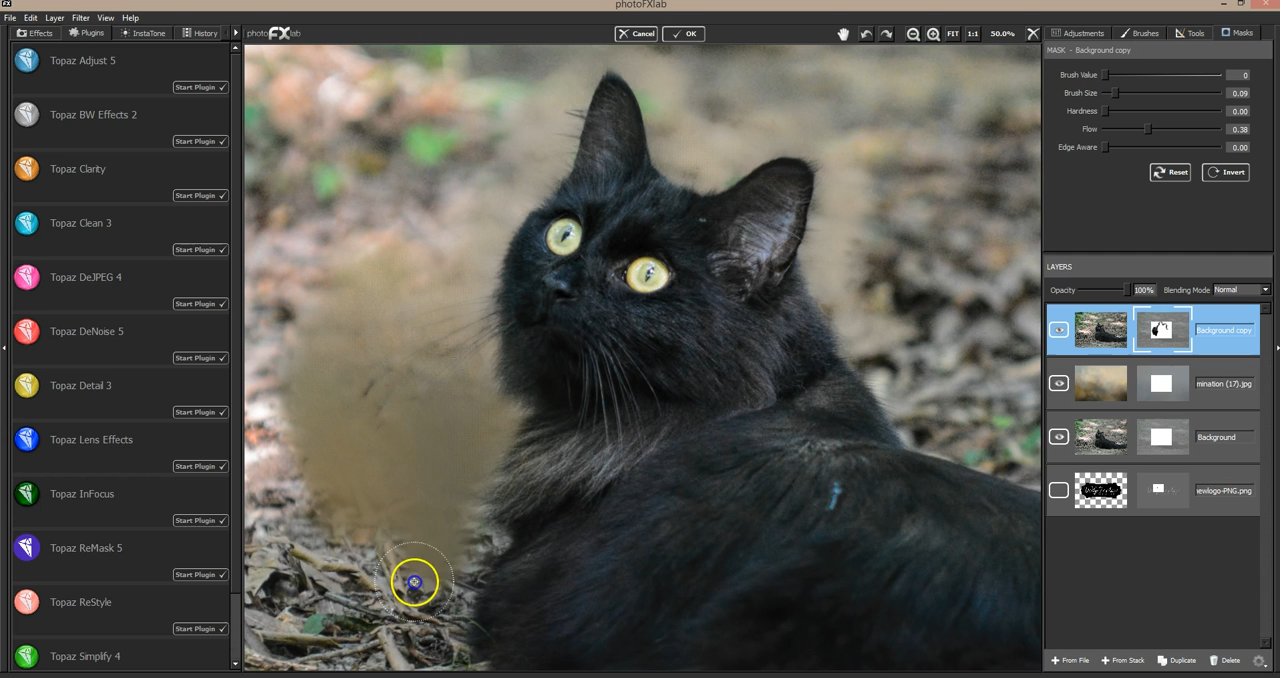 FX
photoFXlab
File Edit Layer Filter View Help
Effects Plugins InstaTone History
photoFXlab
Cancel OK
FIT 1:1 50.0%
Adjustments Brushes Tools Masks
MASK - Background copy
Brush Value 0
Brush Size 0.09
Hardness 0.00
Flow 0.38
Edge Aware 0.00
Reset Invert
Topaz Adjust 5
Start Plugin
Topaz BW Effects 2
Start Plugin
Topaz Clarity
Start Plugin
Topaz Clean 3
Start Plugin
Topaz DeJPEG 4
Start Plugin
Topaz DeNoise 5
Start Plugin
Topaz Detail 3
Start Plugin
Topaz Lens Effects
Start Plugin
Topaz InFocus
Start Plugin
Topaz ReMask 5
Start Plugin
Topaz ReStyle
Start Plugin
Topaz Simplify 4
LAYERS
Opacity 100% Blending Mode Normal
Background copy
mination (17).jpg
Background
ewlogo-PNG.png
From File From Stack Duplicate Delete